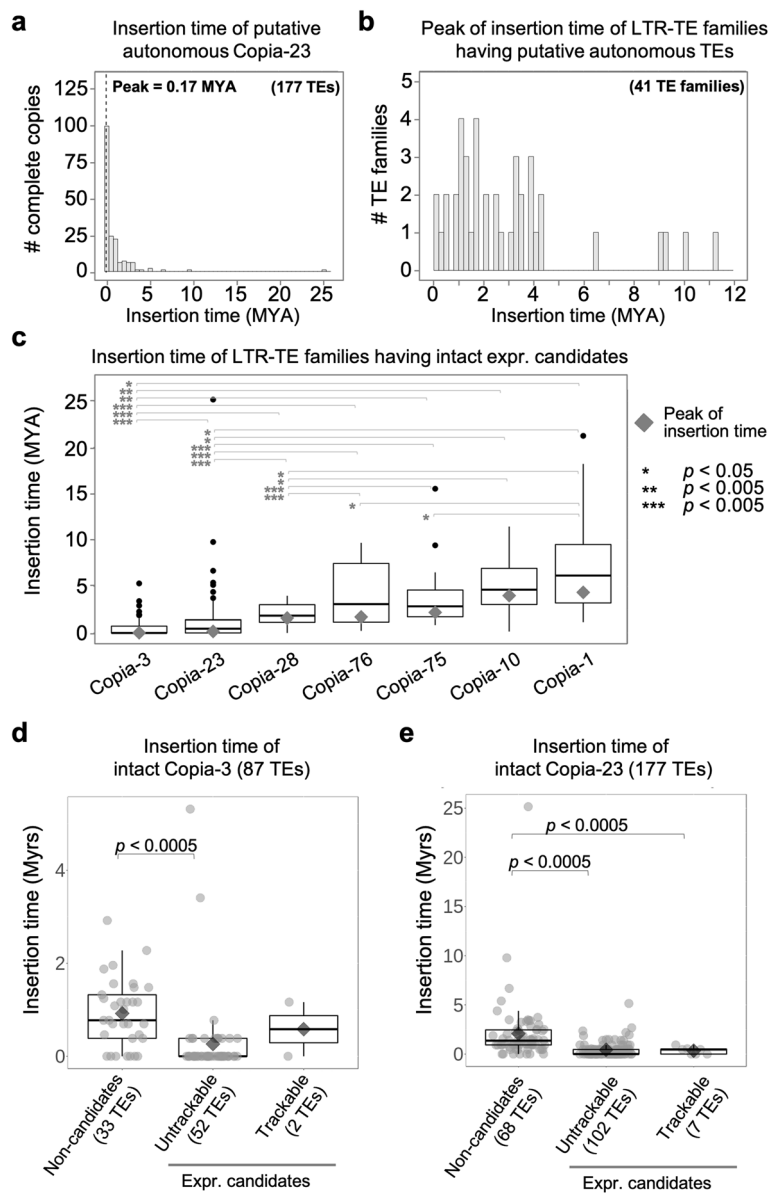 a
Insertion time of putative
autonomous Copia-23
# complete copies
125
100
75
50
25
0
Peak = 0.17 MYA
(177 TEs)
0 5 10 15 20 25
Insertion time (MYA)
b
Peak of insertion time of LTR-TE families
having putative autonomous TEs
# TE families
5
4
3
2
1
0
(41 TE families)
0 2 4 6 8 10 12
Insertion time (MYA)
c
Insertion time of LTR-TE families having intact expr. candidates
Insertion time (MYA)
25
20
15
10
5
0
*
**
**
***
***
***
*
*
***
***
***
*
*
***
***
*
*
Copia-3
Copia-23
Copia-28
Copia-76
Copia-75
Copia-10
Copia-1
Peak of
insertion time
* p < 0.05
** p < 0.005
*** p < 0.005
d
Insertion time of
intact Copia-3 (87 TEs)
Insertion time (Myrs)
4
2
0
p < 0.0005
Non-candidates
(33 TEs)
Untrackable
(52 TEs)
Trackable
(2 TEs)
Expr. candidates
e
Insertion time of
intact Copia-23 (177 TEs)
Insertion time (Myrs)
25
20
15
10
5
0
p < 0.0005
p < 0.0005
Non-candidates
(68 TEs)
Untrackable
(102 TEs)
Trackable
(7 TEs)
Expr. candidates